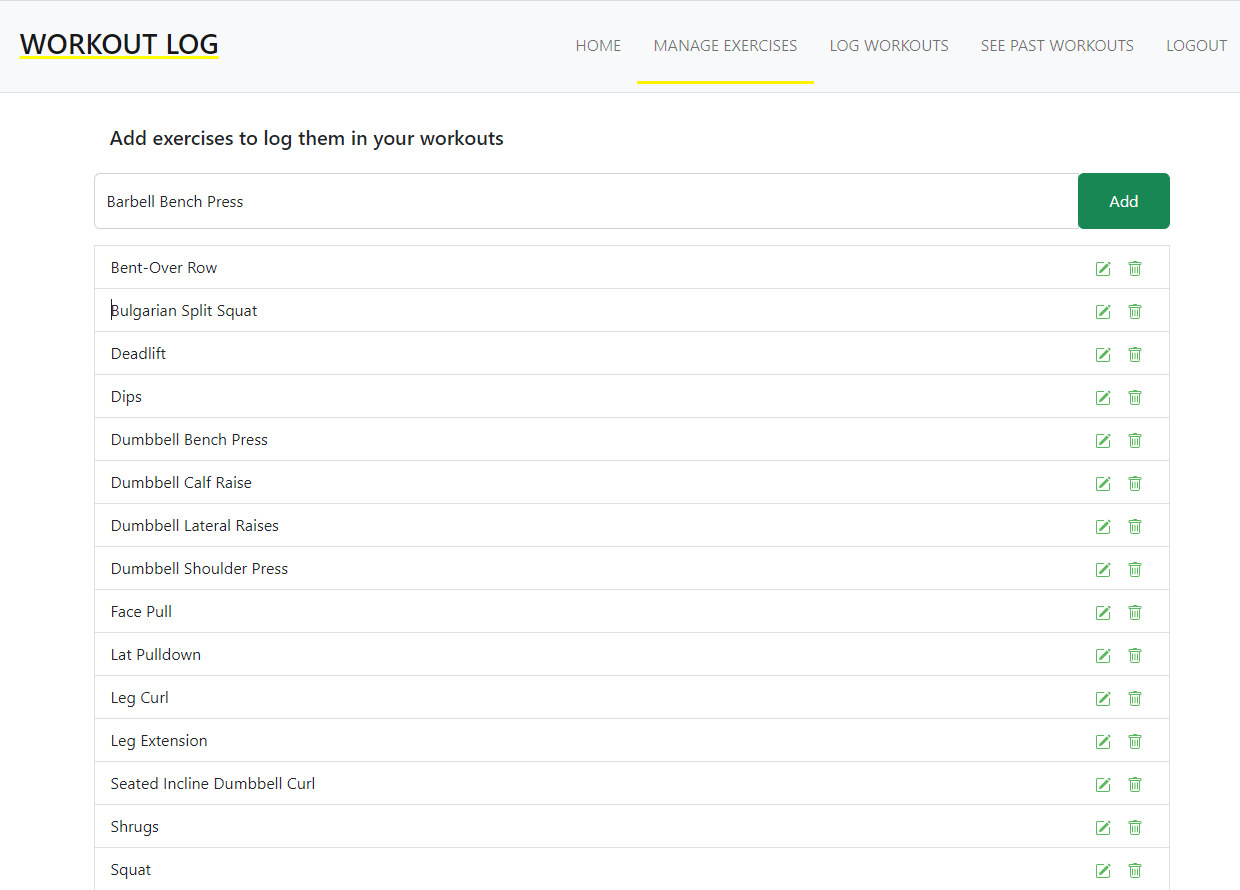 WORKOUT LOG
HOME MANAGE EXERCISES LOG WORKOUTS SEE PAST WORKOUTS LOGOUT
Add exercises to log them in your workouts
Barbell Bench Press Add
Bent-Over Row
Bulgarian Split Squat
Deadlift
Dips
Dumbbell Bench Press
Dumbbell Calf Raise
Dumbbell Lateral Raises
Dumbbell Shoulder Press
Face Pull
Lat Pulldown
Leg Curl
Leg Extension
Seated Incline Dumbbell Curl
Shrugs
Squat